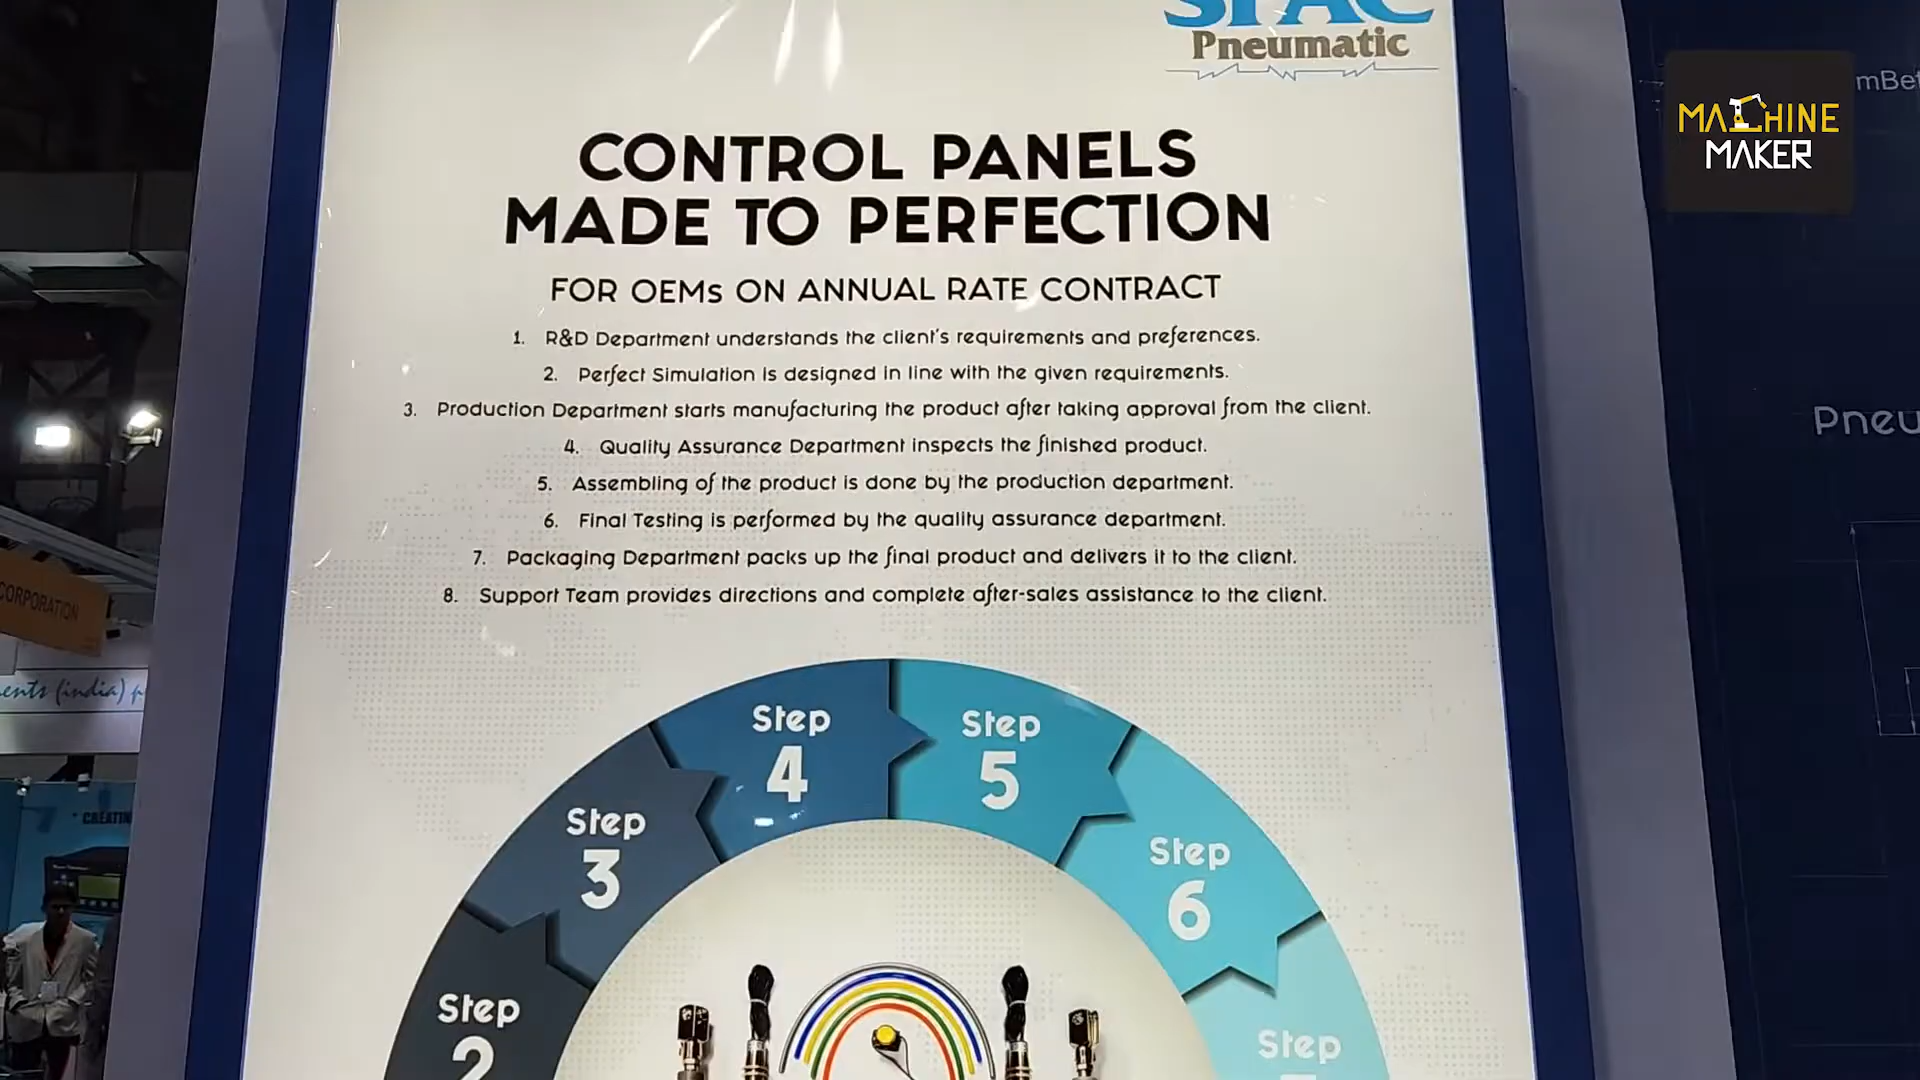 SPAC
Pneumatic
MACHINE
MAKER
CONTROL PANELS
MADE TO PERFECTION
FOR OEMs ON ANNUAL RATE CONTRACT
1. R&D Department understands the client's requirements and preferences.
2. Perfect Simulation is designed in line with the given requirements.
3. Production Department starts manufacturing the product after taking approval from the client.
4. Quality Assurance Department inspects the finished product.
5. Assembling of the product is done by the production department.
6. Final Testing is performed by the quality assurance department.
7. Packaging Department packs up the final product and delivers it to the client.
8. Support Team provides directions and complete after-sales assistance to the client.
CORPORATION
ents (india) p
Step
4
Step
5
Step
3
Step
6
Step
2
Step